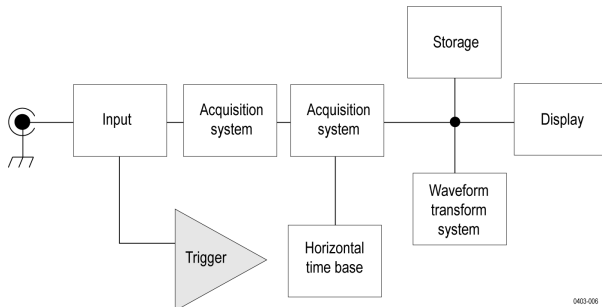 Storage
Input
Acquisition
system
Acquisition
system
Display
Waveform
transform
system
Trigger
Horizontal
time base
0403-006